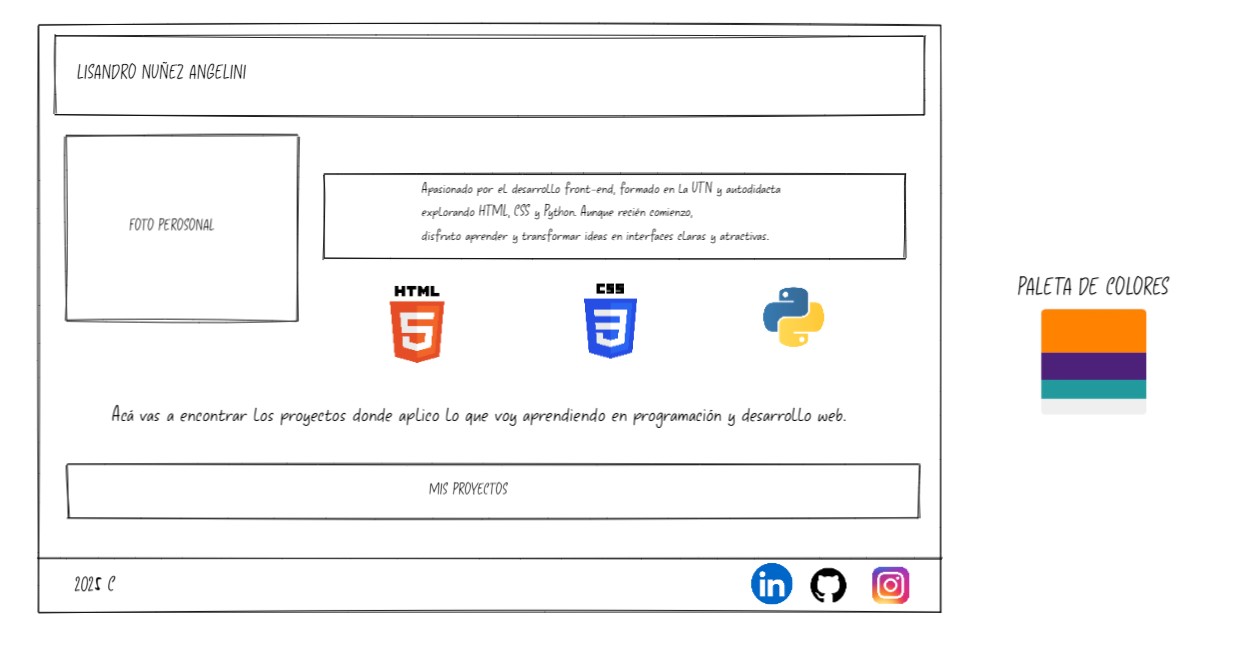 LISANDRO NUÑEZ ANGELINI
FOTO PEROSONAL
Apasionado por el desarrollo front-end, formado en la UTN y autodidacta
explorando HTML, CSS y Python. Aunque recién comienzo,
disfruto aprender y transformar ideas en interfaces claras y atractivas.
HTML
5
CSS
3
PALETA DE COLORES
Acá vas a encontrar los proyectos donde aplico lo que voy aprendiendo en programación y desarrollo web.
MIS PROYECTOS
2025 C
in